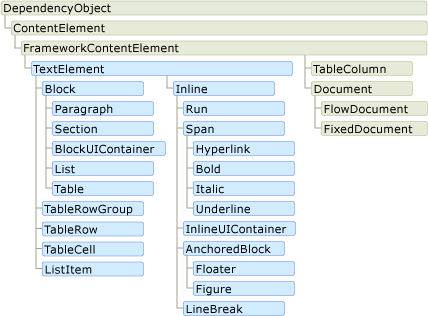 DependencyObject
ContentElement
FrameworkContentElement
TextElement
Block
Paragraph
Section
BlockUIContainer
List
Table
TableRowGroup
TableRow
TableCell
ListItem
Inline
Run
Span
Hyperlink
Bold
Italic
Underline
InlineUIContainer
AnchoredBlock
Floater
Figure
LineBreak
TableColumn
Document
FlowDocument
FixedDocument